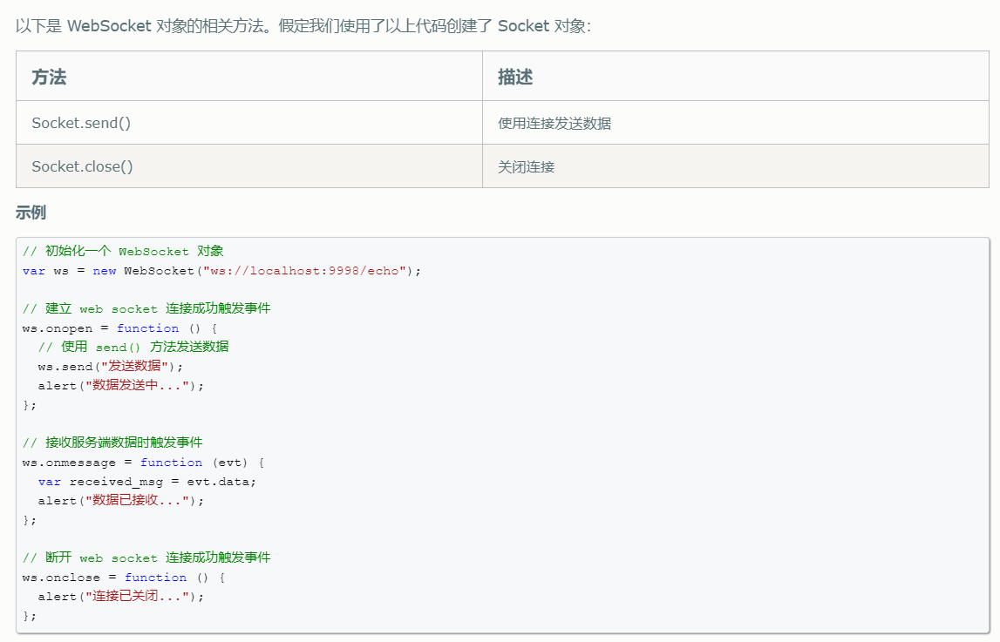 以下是 WebSocket 对象的相关方法。假定我们使用了以上代码创建了 Socket 对象：
方法 描述
Socket.send() 使用连接发送数据
Socket.close() 关闭连接
示例
// 初始化一个 WebSocket 对象
var ws = new WebSocket("ws://localhost:9998/echo");
// 建立 web socket 连接成功触发事件
ws.onopen = function () {
// 使用 send() 方法发送数据
ws.send("发送数据");
alert("数据发送中...");
};
// 接收服务端数据时触发事件
ws.onmessage = function (evt) {
var received_msg = evt.data;
alert("数据已接收...");
};
// 断开 web socket 连接成功触发事件
ws.onclose = function () {
alert("连接已关闭...");
};